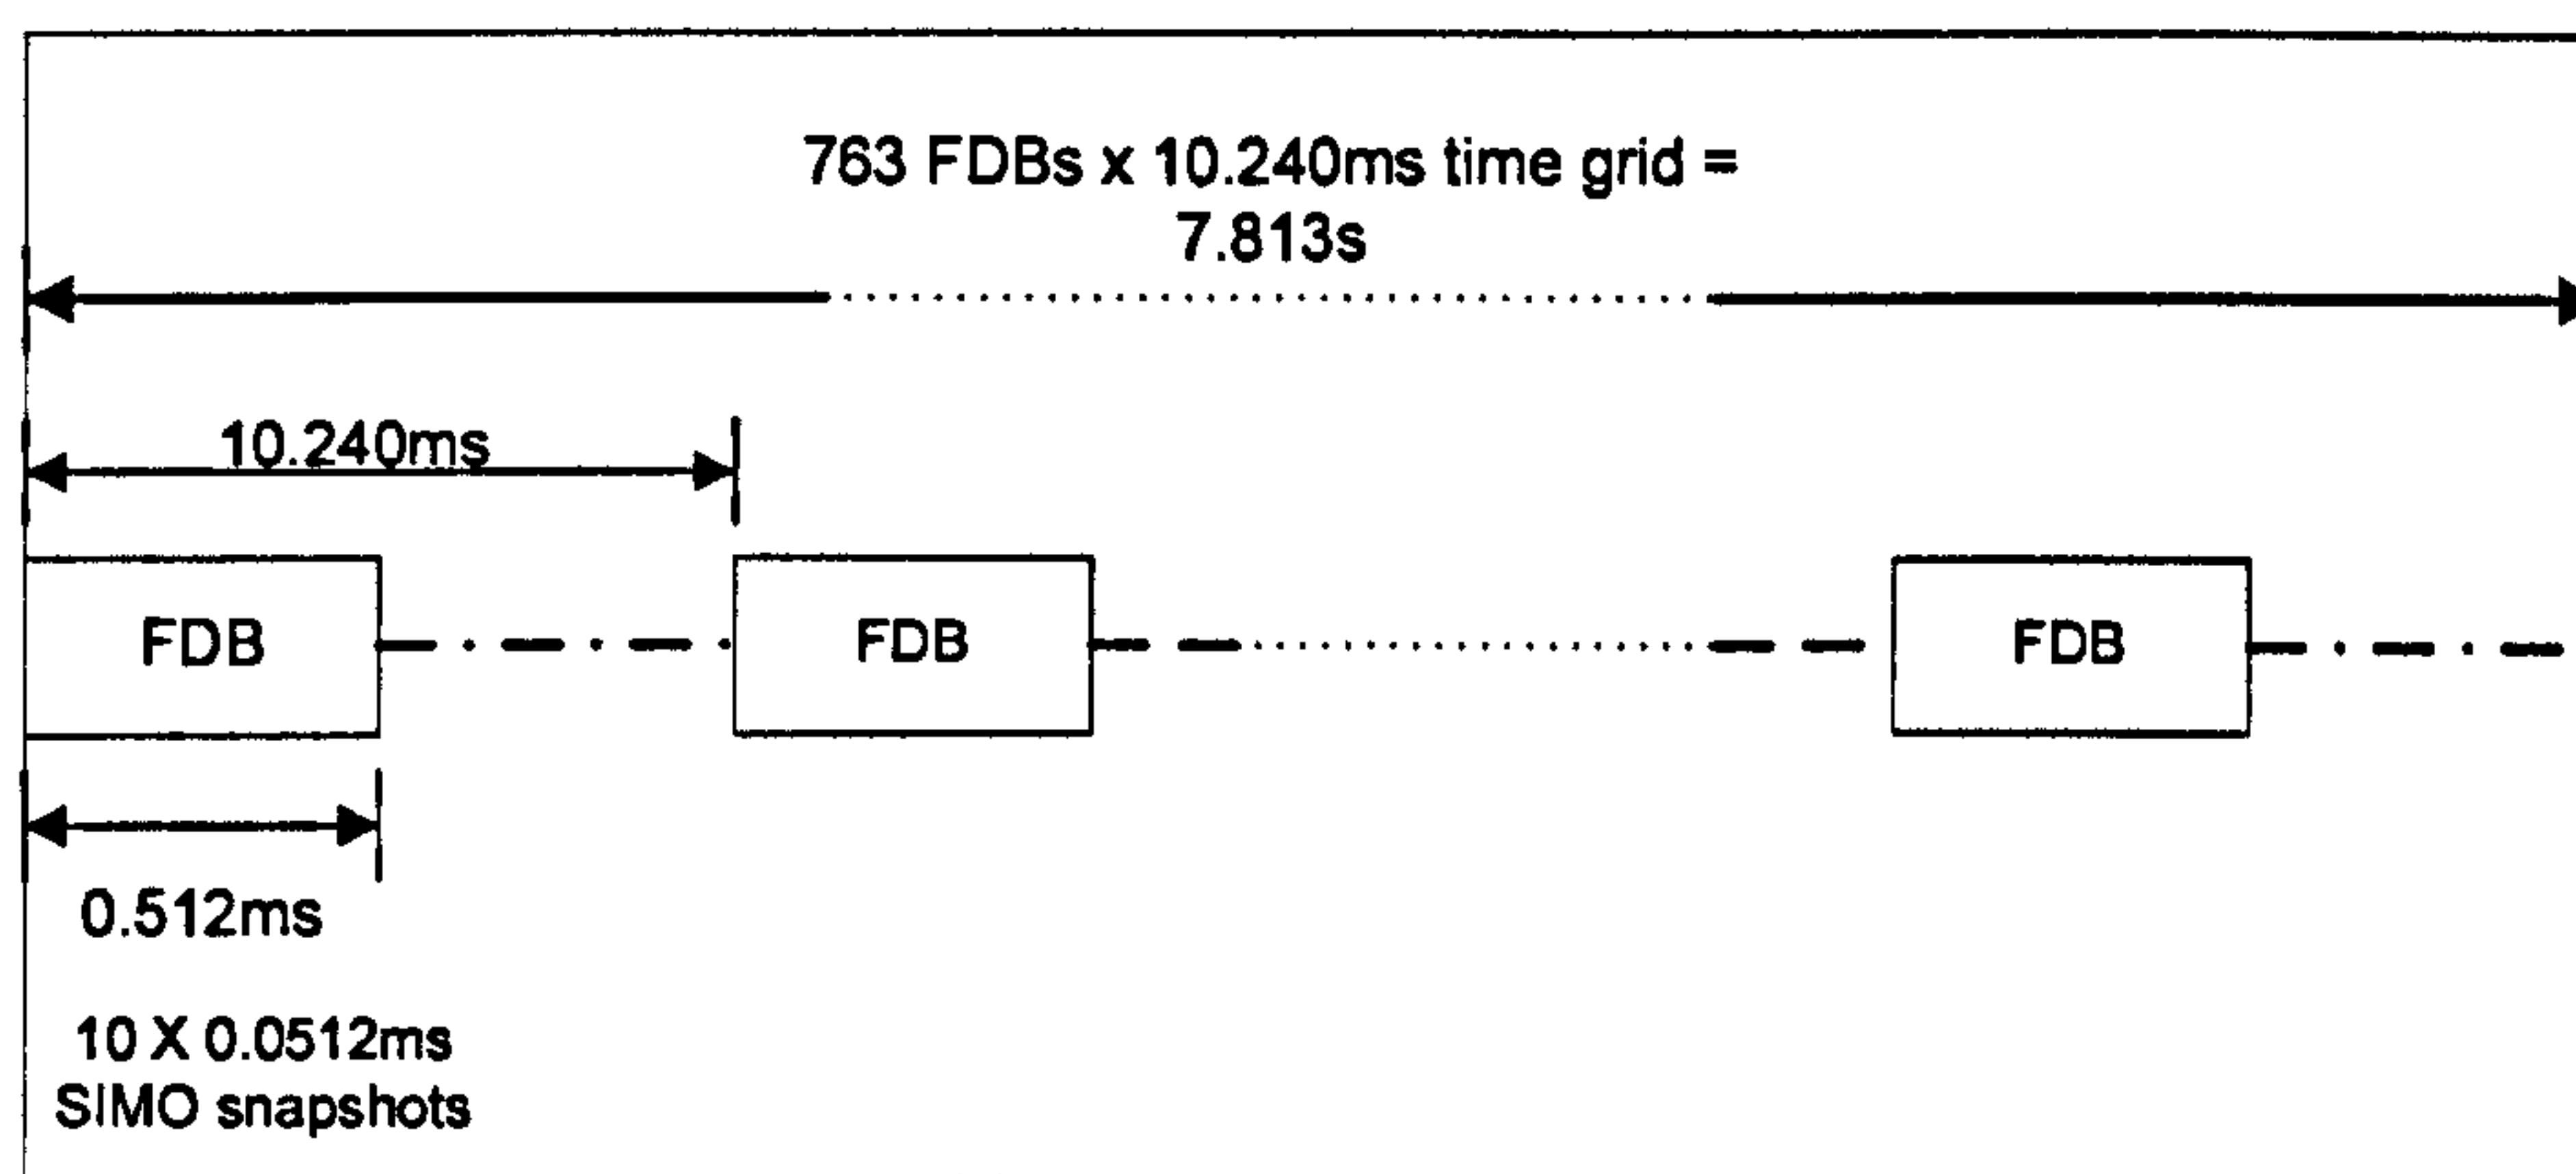 763 FDBs x 10.240ms time grid =
7.813s
10.240ms
FDB
FDB
FDB
0.512ms
10 X 0.0512ms
SIMO snapshots